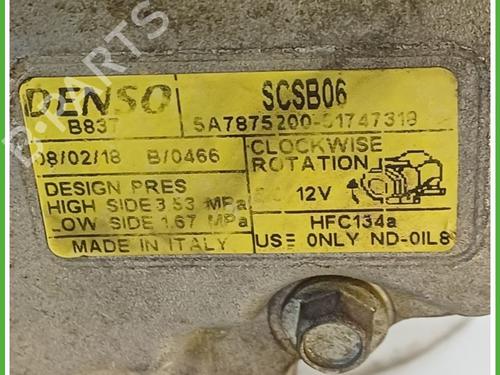 DENSO
B837
SCSB06
5A7875200-51747318
08/02/18 B/0466
CLOCKWISE
ROTATION
DESIGN PRES
HIGH SIDE 3.53 MPa
LOW SIDE 1.67 MPa
DC 12V
HFC134a
MADE IN ITALY
USE ONLY ND-OIL8
B-PARTS